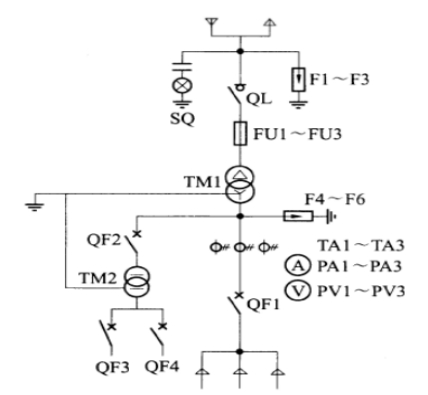 F1～F3
SQ
QL
FU1～FU3
TM1
F4～F6
QF2
TA1～TA3
A PA1～PA3
TM2
V PV1～PV3
QF1
QF3
QF4